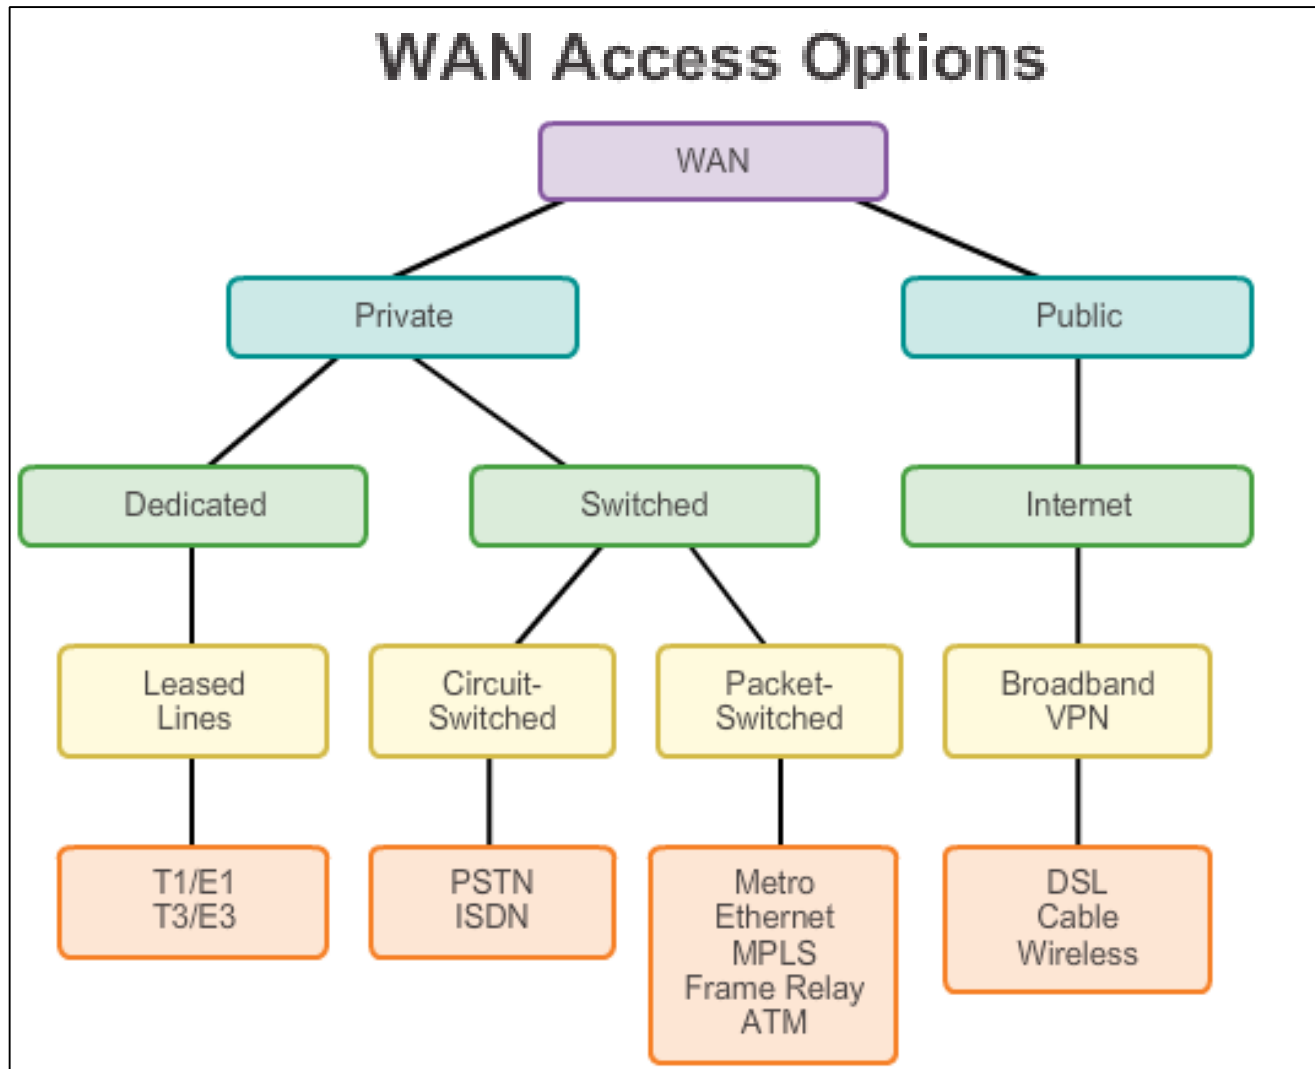 WAN Access Options
WAN
Private
Public
Dedicated
Switched
Internet
Leased
Lines
Circuit-
Switched
Packet-
Switched
Broadband
VPN
T1/E1
T3/E3
PSTN
ISDN
Metro
Ethernet
MPLS
Frame Relay
ATM
DSL
Cable
Wireless